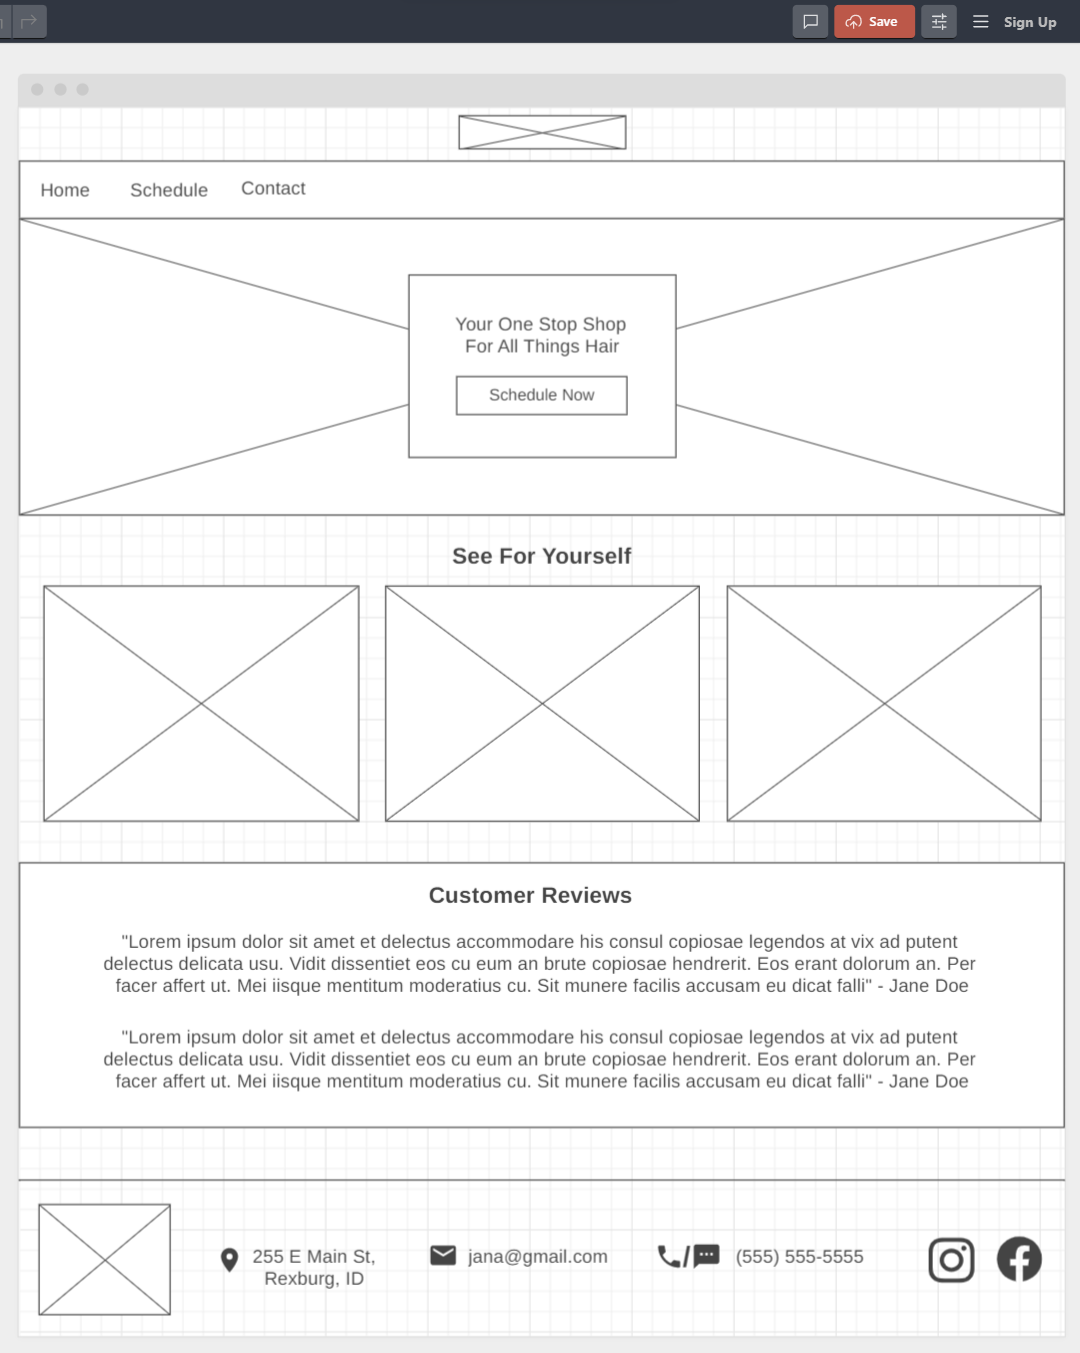 Save
Sign Up
Home
Schedule
Contact
Your One Stop Shop
For All Things Hair
Schedule Now
See For Yourself
Customer Reviews
"Lorem ipsum dolor sit amet et delectus accommodare his consul copiosae legendos at vix ad putent
delectus delicata usu. Vidit dissentiet eos cu eum an brute copiosae hendrerit. Eos erant dolorum an. Per
facer affert ut. Mei iisque mentitum moderatius cu. Sit munere facilis accusam eu dicat falli" - Jane Doe
"Lorem ipsum dolor sit amet et delectus accommodare his consul copiosae legendos at vix ad putent
delectus delicata usu. Vidit dissentiet eos cu eum an brute copiosae hendrerit. Eos erant dolorum an. Per
facer affert ut. Mei iisque mentitum moderatius cu. Sit munere facilis accusam eu dicat falli" - Jane Doe
255 E Main St,
Rexburg, ID
jana@gmail.com
/
(555) 555-5555